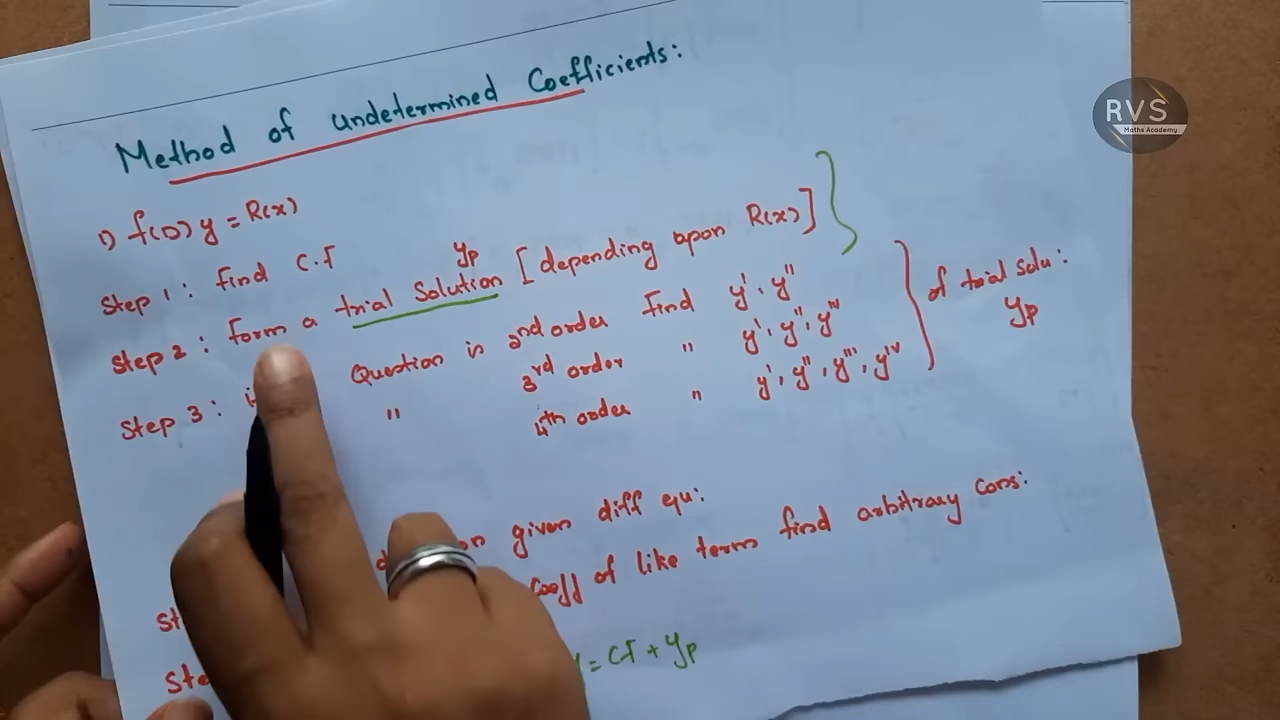 Method of undetermined Coefficients:
RVS
Maths Academy
1) f(D) y = R(x)
Step 1 : find C.F
yp
Step 2 : form a trial Solution [depending upon R(x)]
Step 3 : Question is 2nd order find y', y''
" 3rd order " y', y'', y'''
4th order " y', y'', y''', yiv
of trial solu:
yp
on given diff equ:
Coeff of like term find arbitrary cons:
= CF + yp